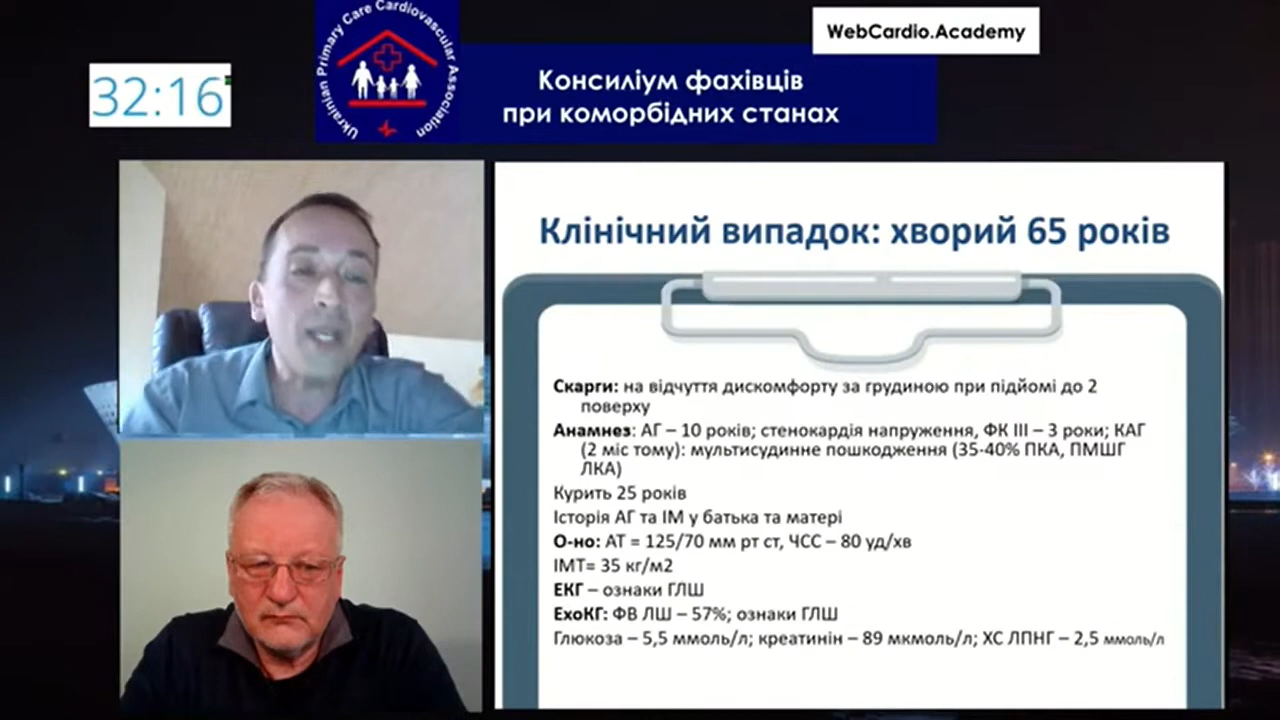 WebCardio.Academy
Ukrainian Primary Care Cardiovascular Association
Консиліум фахівців
при коморбідних станах
32:16
Клінічний випадок: хворий 65 років
Скарги: на відчуття дискомфорту за грудиною при підйомі до 2
поверху
Анамнез: АГ – 10 років; стенокардія напруження, ФК III – 3 роки; КАГ
(2 міс тому): мультисудинне пошкодження (35-40% ПКА, ПМШГ
ЛКА)
Курить 25 років
Історія АГ та ІМ у батька та матері
О-но: АТ = 125/70 мм рт ст, ЧСС – 80 уд/хв
ІМТ= 35 кг/м2
ЕКГ – ознаки ГЛШ
ЕхоКГ: ФВ ЛШ – 57%; ознаки ГЛШ
Глюкоза – 5,5 ммоль/л; креатинін – 89 мкмоль/л; ХС ЛПНГ – 2,5 ммоль/л